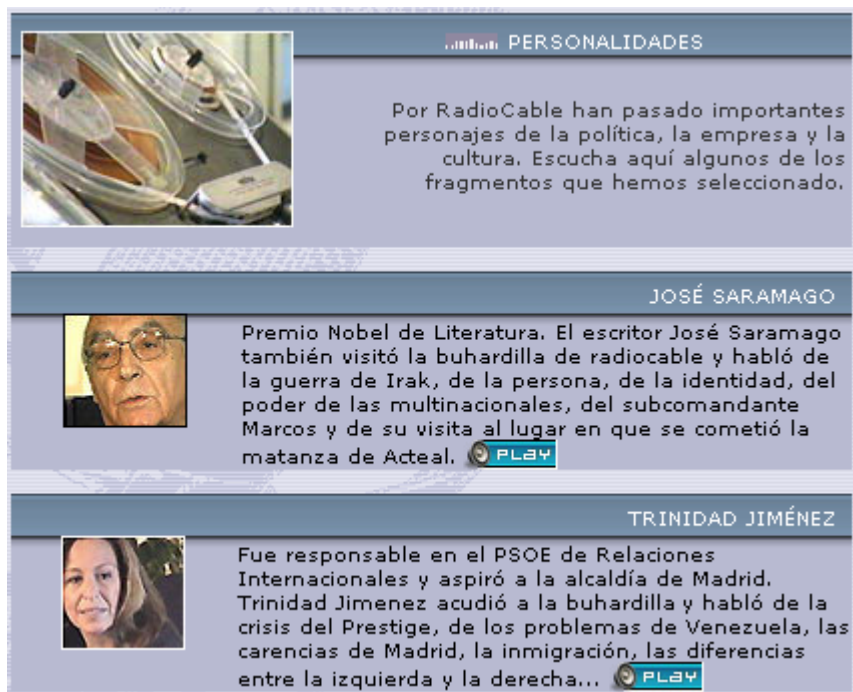 PERSONALIDADES
Por RadioCable han pasado importantes
personajes de la política, la empresa y la
cultura. Escucha aquí algunos de los
fragmentos que hemos seleccionado.
JOSÉ SARAMAGO
Premio Nobel de Literatura. El escritor José Saramago
también visitó la buhardilla de radiocable y habló de
la guerra de Irak, de la persona, de la identidad, del
poder de las multinacionales, del subcomandante
Marcos y de su visita al lugar en que se cometió la
matanza de Acteal. PLAY
TRINIDAD JIMÉNEZ
Fue responsable en el PSOE de Relaciones
Internacionales y aspiró a la alcaldía de Madrid.
Trinidad Jimenez acudió a la buhardilla y habló de la
crisis del Prestige, de los problemas de Venezuela, las
carencias de Madrid, la inmigración, las diferencias
entre la izquierda y la derecha... PLAY